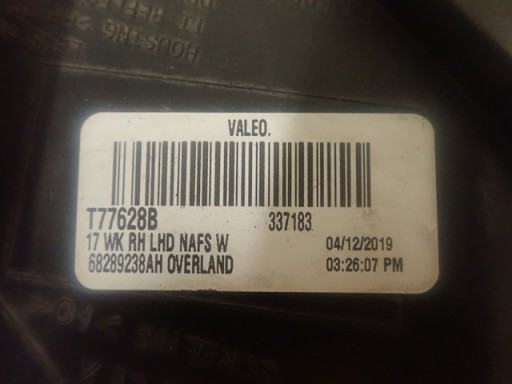 VALEO.
T77628B 337183
17 WK RH LHD NAFS W 04/12/2019
68289238AH OVERLAND 03:26:07 PM